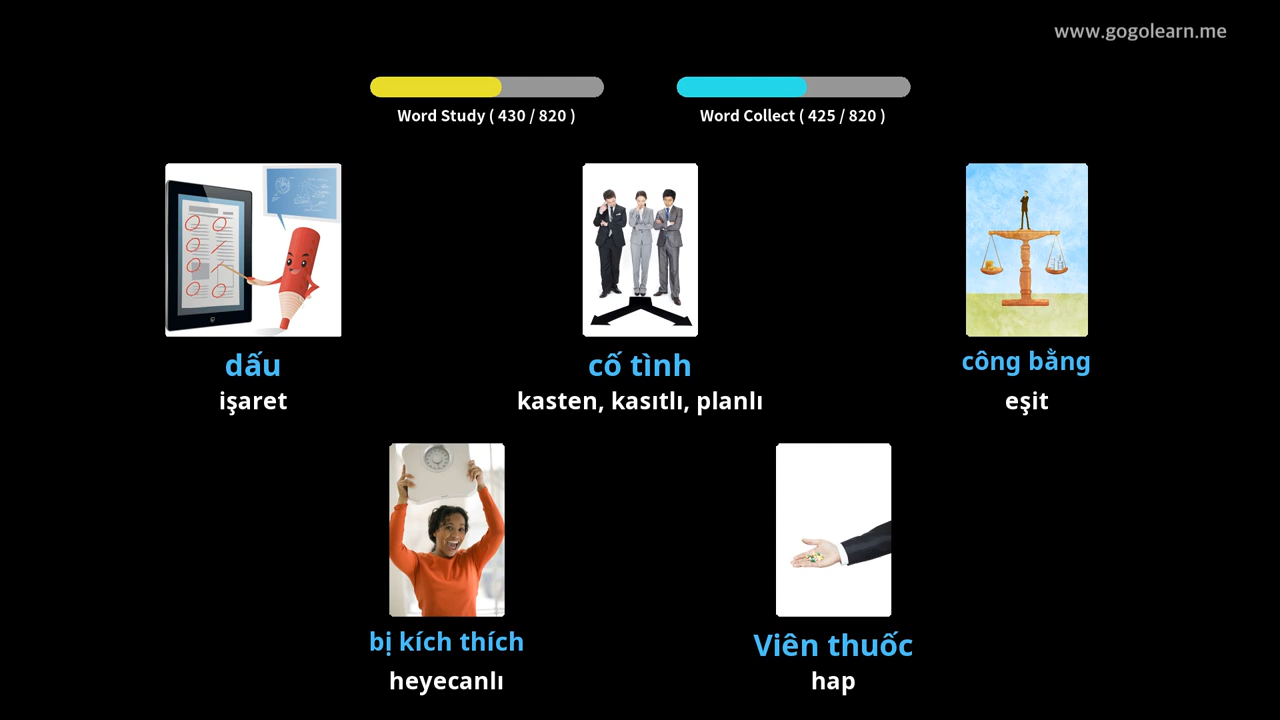 www.gogolearn.me
Word Study ( 430 / 820 )
Word Collect ( 425 / 820 )
dấu
işaret
cố tình
kasten, kasıtlı, planlı
công bằng
eşit
bị kích thích
heyecanlı
Viên thuốc
hap